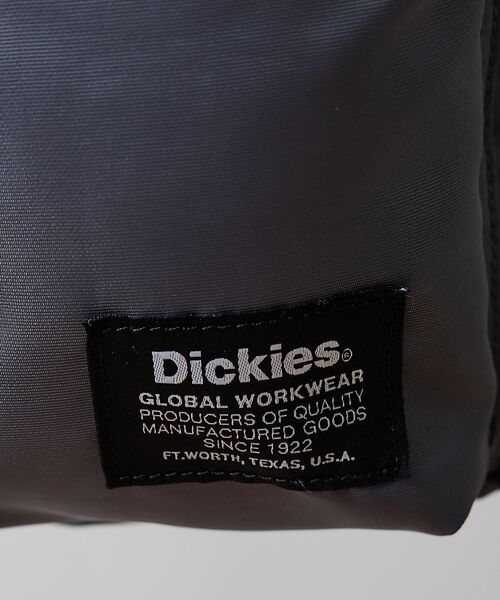 Dickies®
GLOBAL WORKWEAR
PRODUCERS OF QUALITY
MANUFACTURED GOODS
SINCE 1922
FT.WORTH, TEXAS, U.S.A.